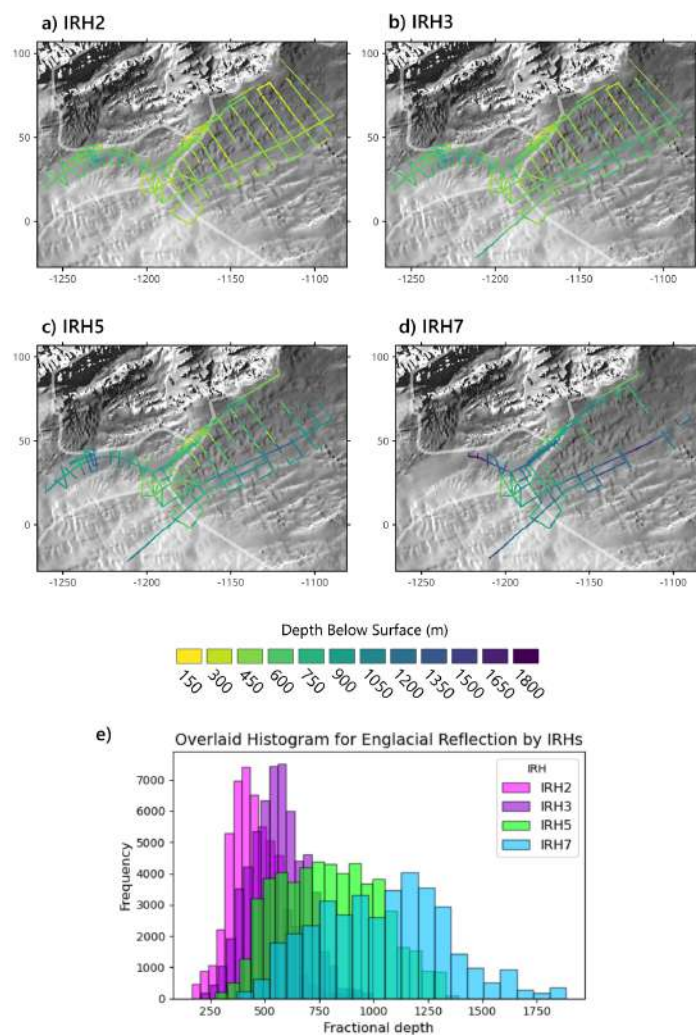 a) IRH2
b) IRH3
100
50
0
-1250 -1200 -1150 -1100
100
50
0
-1250 -1200 -1150 -1100
c) IRH5
d) IRH7
100
50
0
-1250 -1200 -1150 -1100
100
50
0
-1250 -1200 -1150 -1100
Depth Below Surface (m)
150 300 450 600 750 900 1050 1200 1350 1500 1650 1800
e)
Overlaid Histogram for Englacial Reflection by IRHs
IRH
IRH2
IRH3
IRH5
IRH7
Frequency
7000
6000
5000
4000
3000
2000
1000
0
250 500 750 1000 1250 1500 1750
Fractional depth